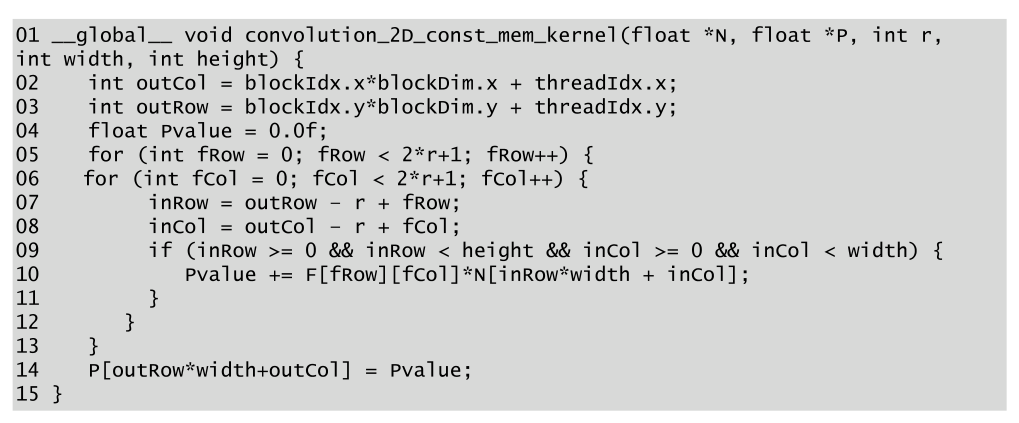 01 __global__ void convolution_2D_const_mem_kernel(float *N, float *P, int r,
int width, int height) {
02    int outCol = blockIdx.x*blockDim.x + threadIdx.x;
03    int outRow = blockIdx.y*blockDim.y + threadIdx.y;
04    float Pvalue = 0.0f;
05    for (int fRow = 0; fRow < 2*r+1; fRow++) {
06    for (int fCol = 0; fCol < 2*r+1; fCol++) {
07          inRow = outRow – r + fRow;
08          inCol = outCol – r + fCol;
09          if (inRow >= 0 && inRow < height && inCol >= 0 && inCol < width) {
10             Pvalue += F[fRow][fCol]*N[inRow*width + inCol];
11          }
12       }
13    }
14    P[outRow*width+outCol] = Pvalue;
15 }